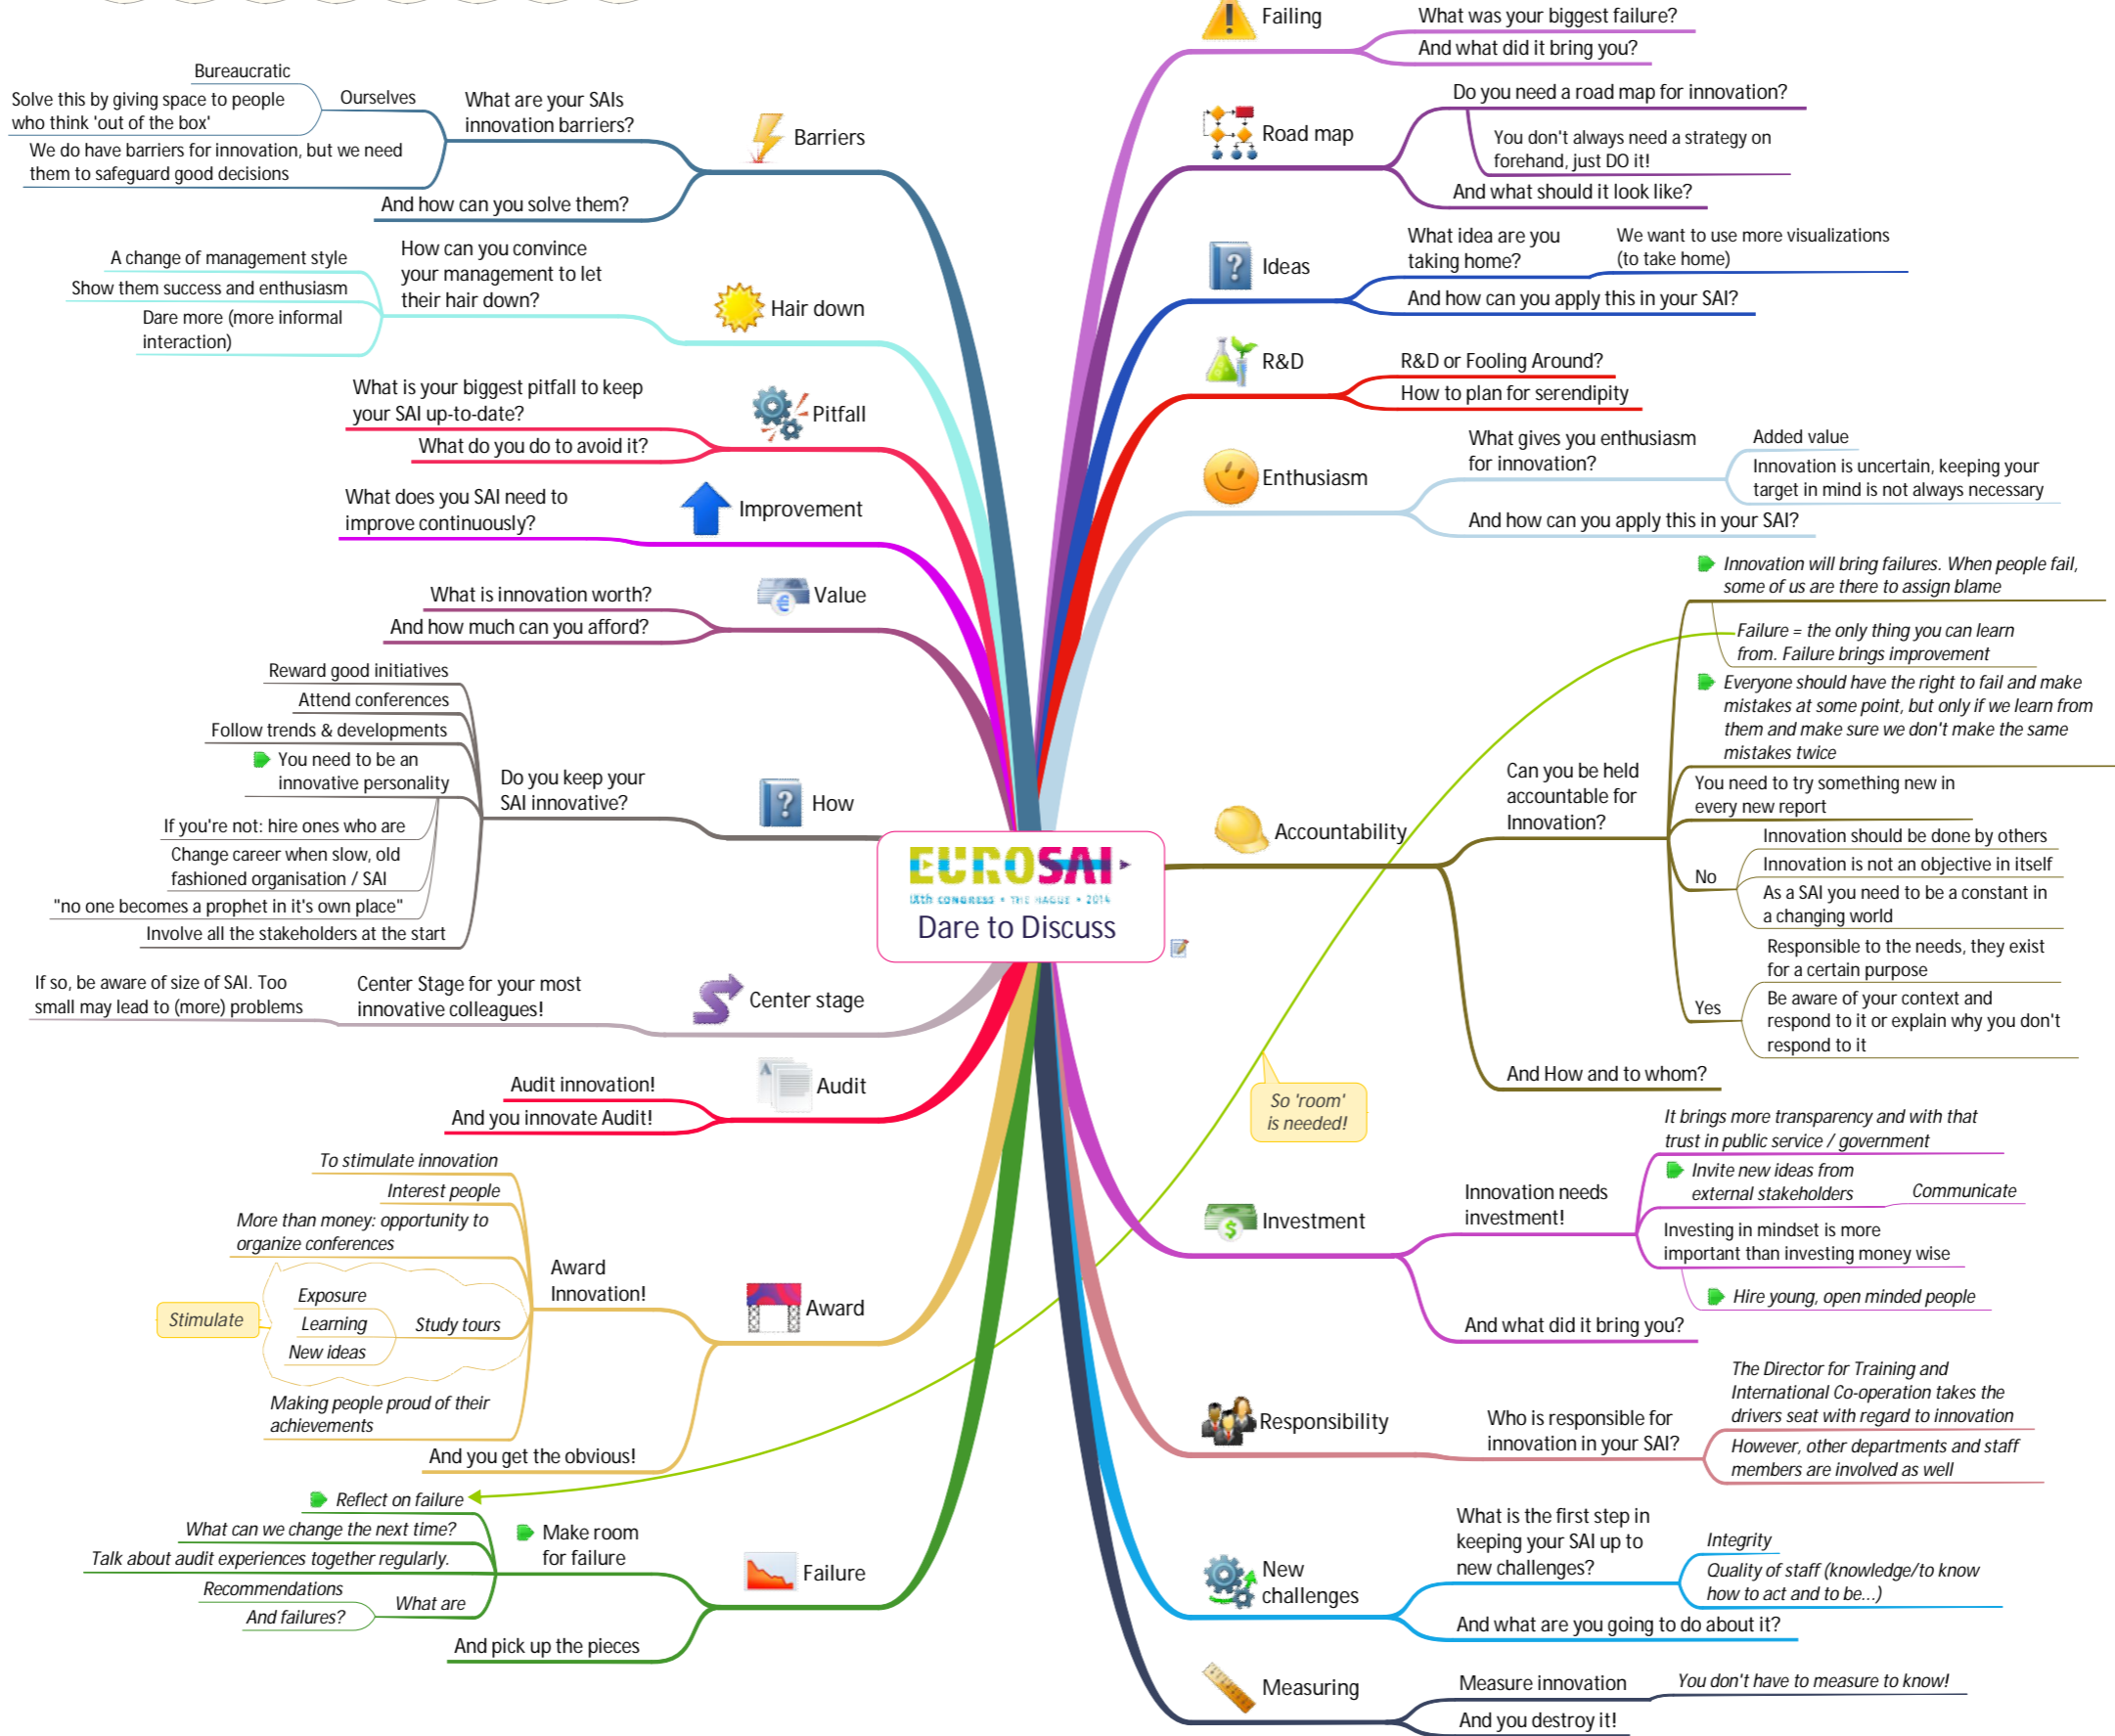 Failing
What was your biggest failure?
And what did it bring you?
Road map
Do you need a road map for innovation?
You don't always need a strategy on
forehand, just DO it!
And what should it look like?
Ideas
What idea are you
taking home?
We want to use more visualizations
(to take home)
And how can you apply this in your SAI?
R&D
R&D or Fooling Around?
How to plan for serendipity
Enthusiasm
What gives you enthusiasm
for innovation?
Added value
Innovation is uncertain, keeping your
target in mind is not always necessary
And how can you apply this in your SAI?
Accountability
Can you be held
accountable for
Innovation?
Innovation will bring failures. When people fail,
some of us are there to assign blame
Failure = the only thing you can learn
from. Failure brings improvement
Everyone should have the right to fail and make
mistakes at some point, but only if we learn from
them and make sure we don't make the same
mistakes twice
You need to try something new in
every new report
No
Innovation should be done by others
Innovation is not an objective in itself
As a SAI you need to be a constant in
a changing world
Yes
Responsible to the needs, they exist
for a certain purpose
Be aware of your context and
respond to it or explain why you don't
respond to it
And How and to whom?
So 'room'
is needed!
Investment
Innovation needs
investment!
It brings more transparency and with that
trust in public service / government
Invite new ideas from
external stakeholders
Communicate
Investing in mindset is more
important than investing money wise
Hire young, open minded people
And what did it bring you?
Responsibility
Who is responsible for
innovation in your SAI?
The Director for Training and
International Co-operation takes the
drivers seat with regard to innovation
However, other departments and staff
members are involved as well
New
challenges
What is the first step in
keeping your SAI up to
new challenges?
Integrity
Quality of staff (knowledge/to know
how to act and to be...)
And what are you going to do about it?
Measuring
Measure innovation
You don't have to measure to know!
And you destroy it!
EUROSAI
IXth CONGRESS • THE HAGUE • 2014
Dare to Discuss
Barriers
What are your SAIs
innovation barriers?
Ourselves
Bureaucratic
Solve this by giving space to people
who think 'out of the box'
We do have barriers for innovation, but we need
them to safeguard good decisions
And how can you solve them?
Hair down
How can you convince
your management to let
their hair down?
A change of management style
Show them success and enthusiasm
Dare more (more informal
interaction)
Pitfall
What is your biggest pitfall to keep
your SAI up-to-date?
What do you do to avoid it?
Improvement
What does you SAI need to
improve continuously?
Value
What is innovation worth?
And how much can you afford?
How
Do you keep your
SAI innovative?
Reward good initiatives
Attend conferences
Follow trends & developments
You need to be an
innovative personality
If you're not: hire ones who are
Change career when slow, old
fashioned organisation / SAI
"no one becomes a prophet in it's own place"
Involve all the stakeholders at the start
Center stage
Center Stage for your most
innovative colleagues!
If so, be aware of size of SAI. Too
small may lead to (more) problems
Audit
Audit innovation!
And you innovate Audit!
Award
Award
Innovation!
To stimulate innovation
Interest people
More than money: opportunity to
organize conferences
Stimulate
Study tours
Exposure
Learning
New ideas
Making people proud of their
achievements
And you get the obvious!
Failure
Make room
for failure
Reflect on failure
What can we change the next time?
Talk about audit experiences together regularly.
What are
Recommendations
And failures?
And pick up the pieces